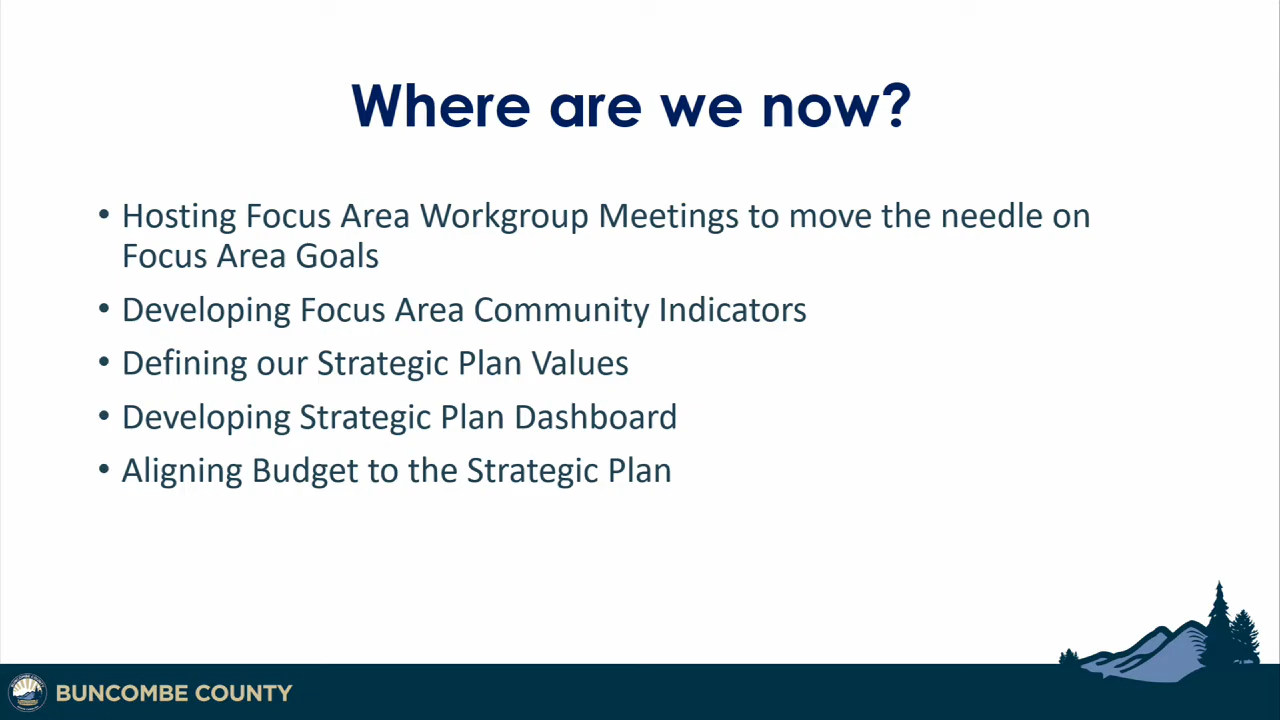 Where are we now?
• Hosting Focus Area Workgroup Meetings to move the needle on
Focus Area Goals
• Developing Focus Area Community Indicators
• Defining our Strategic Plan Values
• Developing Strategic Plan Dashboard
• Aligning Budget to the Strategic Plan
BUNCOMBE COUNTY